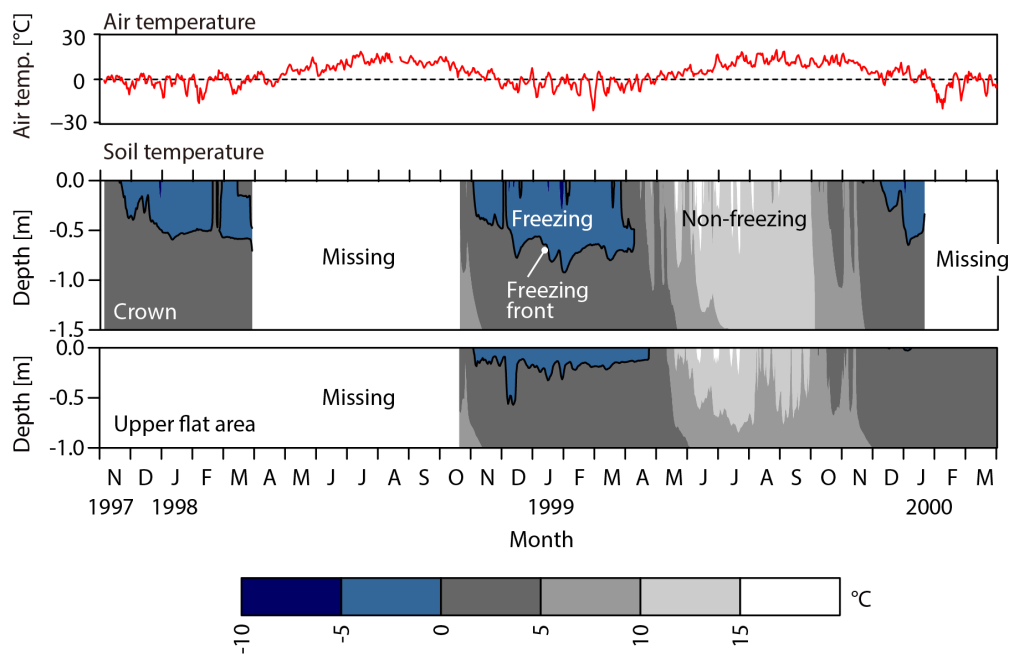 Air temperature
Air temp. [°C]
30
0
−30
Soil temperature
Depth [m]
0.0
-0.5
-1.0
-1.5
Crown
Missing
Freezing
Freezing
front
Non-freezing
Missing
Depth [m]
0.0
-0.5
-1.0
Upper flat area
Missing
N D J F M A M J J A S O N D J F M A M J J A S O N D J F M
1997 1998 1999 2000
Month
-10 -5 0 5 10 15
°C